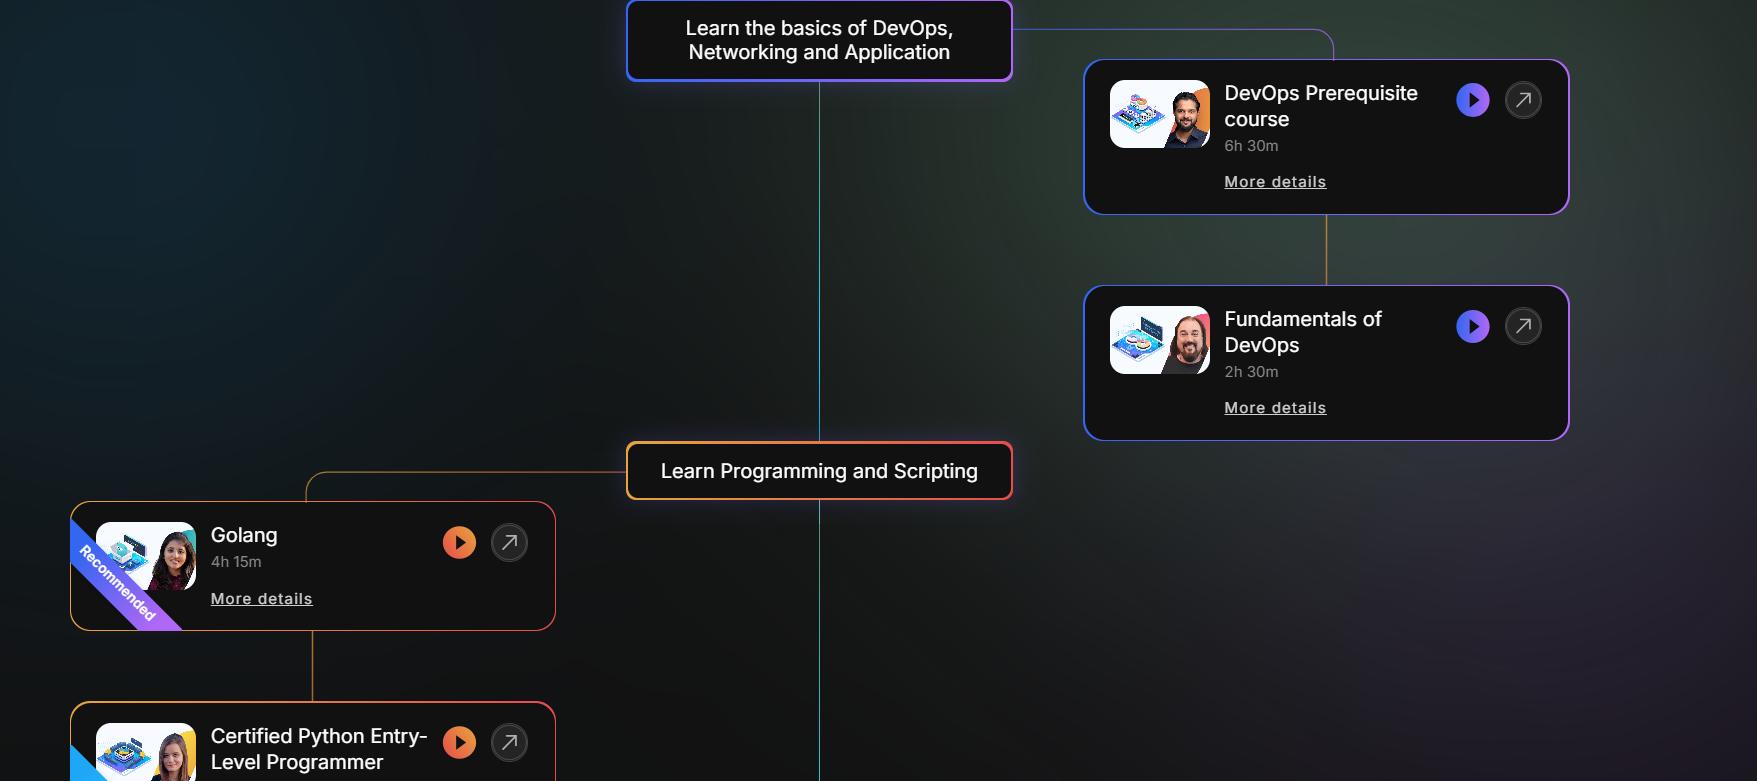 Learn the basics of DevOps,
Networking and Application
DevOps Prerequisite
course
6h 30m
More details
Fundamentals of
DevOps
2h 30m
More details
Learn Programming and Scripting
Golang
4h 15m
More details
Recommended
Certified Python Entry-
Level Programmer